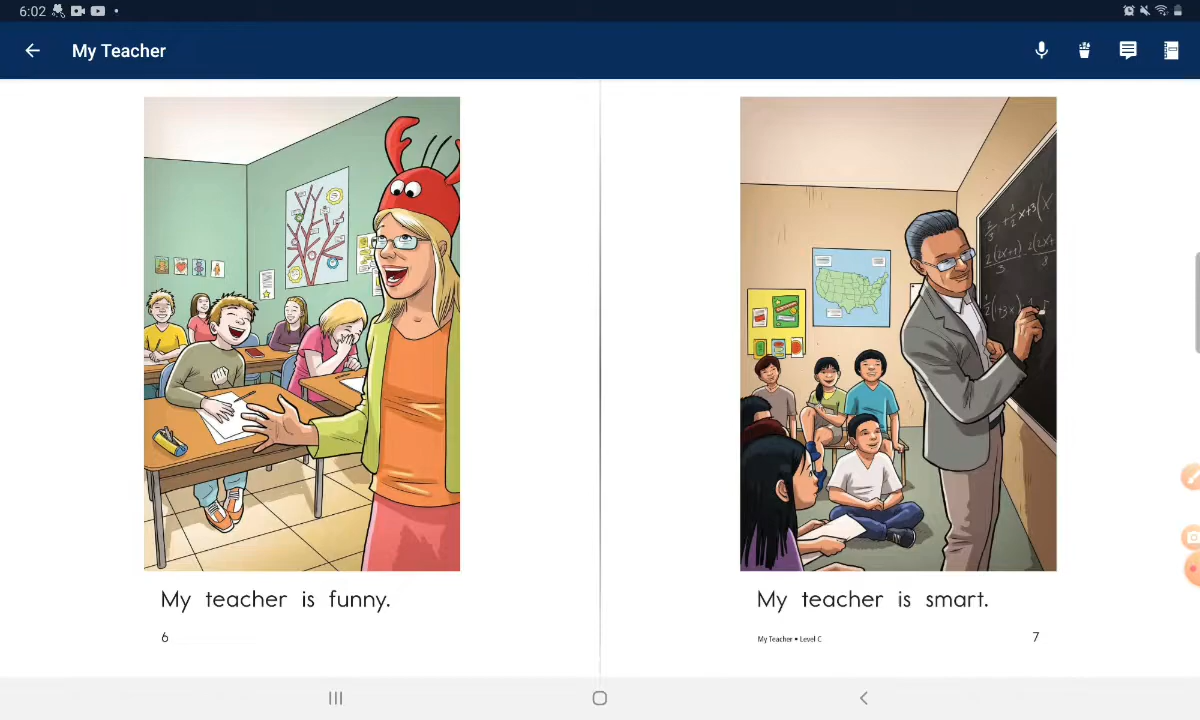 6:02
My Teacher
My teacher is funny.
6
My teacher is smart.
My Teacher • Level C
7